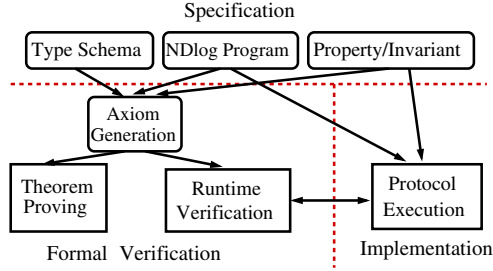 Specification
Type Schema
NDlog Program
Property/Invariant
Axiom
Generation
Theorem
Proving
Runtime
Verification
Protocol
Execution
Formal Verification
Implementation